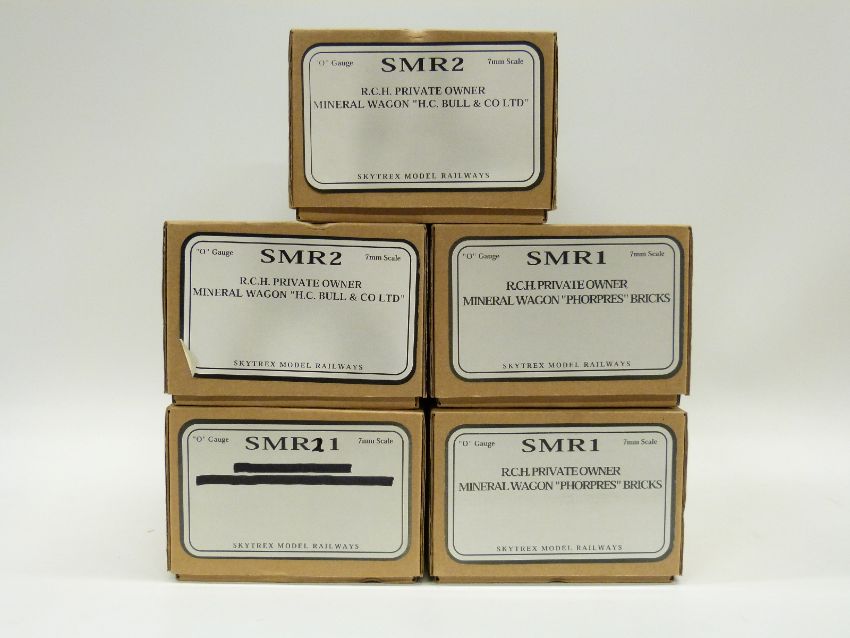 "O" Gauge SMR2 7mm Scale
R.C.H. PRIVATE OWNER
MINERAL WAGON "H.C. BULL & CO LTD"
SKYTREX MODEL RAILWAYS
"O" Gauge SMR2 7mm Scale
R.C.H. PRIVATE OWNER
MINERAL WAGON "H.C. BULL & CO LTD"
SKYTREX MODEL RAILWAYS
"O" Gauge SMR1 7mm Scale
R.C.H. PRIVATE OWNER
MINERAL WAGON "PHORPRES" BRICKS
SKYTREX MODEL RAILWAYS
"O" Gauge SMR21 7mm Scale
SKYTREX MODEL RAILWAYS
"O" Gauge SMR1 7mm Scale
R.C.H. PRIVATE OWNER
MINERAL WAGON "PHORPRES" BRICKS
SKYTREX MODEL RAILWAYS